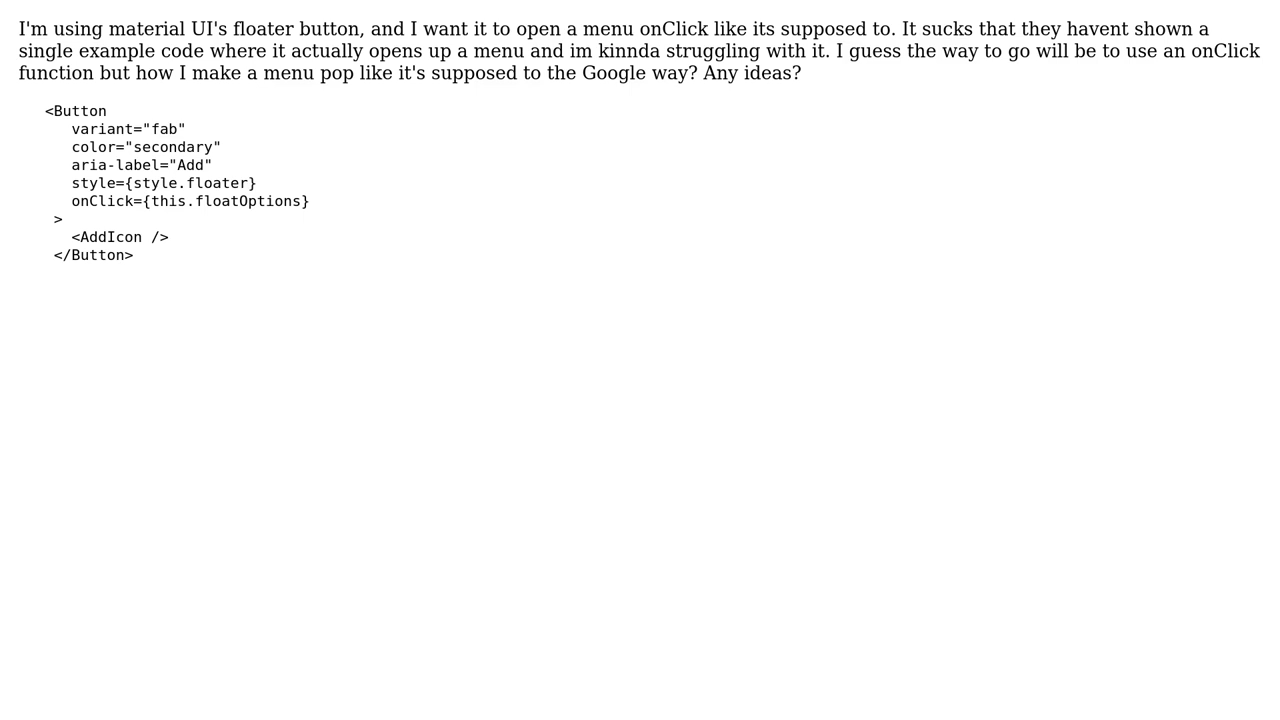 I'm using material UI's floater button, and I want it to open a menu onClick like its supposed to. It sucks that they havent shown a
single example code where it actually opens up a menu and im kinnda struggling with it. I guess the way to go will be to use an onClick
function but how I make a menu pop like it's supposed to the Google way? Any ideas?
<Button
   variant="fab"
   color="secondary"
   aria-label="Add"
   style={style.floater}
   onClick={this.floatOptions}
 >
   <AddIcon />
 </Button>